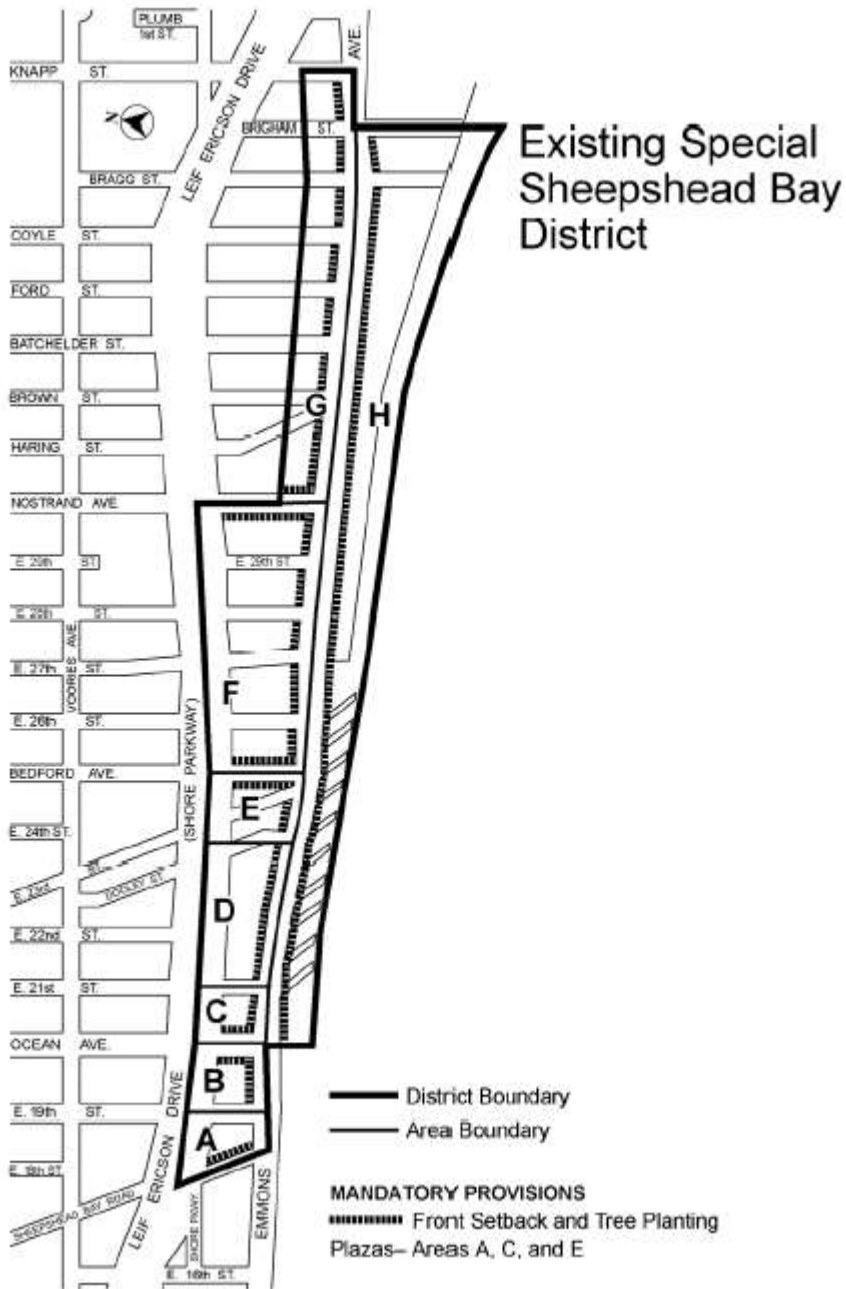 PLUMB
1st ST.
AVE.
KNAPP ST.
LEIF ERICSON DRIVE
N
BRIGHAM ST.
Existing Special
Sheepshead Bay
District
BRAGG ST.
COYLE ST.
FORD ST.
BATCHELDER ST.
BROWN ST.
G
H
HARING ST.
NOSTRAND AVE.
E. 29th ST.
E. 29th ST.
E. 28th ST.
VOORIES AVE.
E. 27th ST.
F
E. 26th ST.
(SHORE PARKWAY)
BEDFORD AVE.
E
E. 24th ST.
E. 23rd ST.
DOOLEY ST.
D
E. 22nd ST.
E. 21st ST.
C
OCEAN AVE.
B
District Boundary
E. 19th ST.
Area Boundary
A
E. 18th ST.
LEIF ERICSON DRIVE
SHEEPSHEAD BAY ROAD
SHORE PKWY
EMMONS
MANDATORY PROVISIONS
Front Setback and Tree Planting
Plazas– Areas A, C, and E
E. 16th ST.